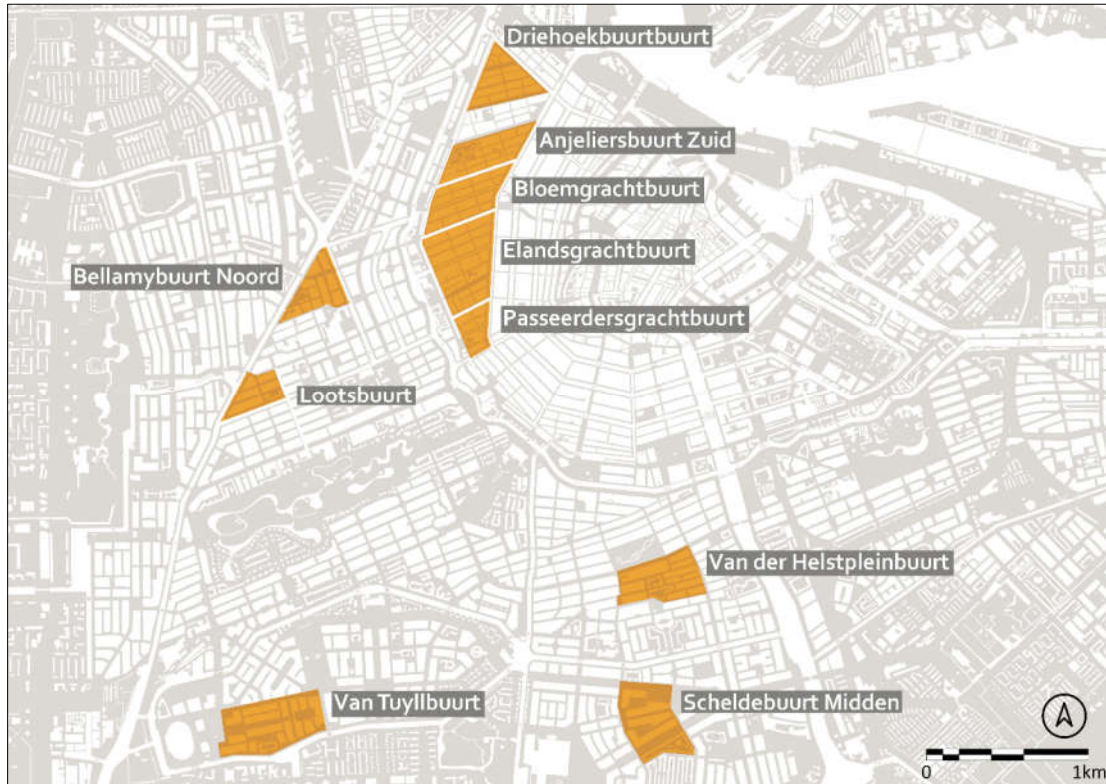 Driehoekbuurtbuurt
Anjeliersbuurt Zuid
Bloemgrachtbuurt
Elandsgrachtbuurt
Bellamybuurt Noord
Passeerdersgrachtbuurt
Lootsbuurt
Van der Helstpleinbuurt
Van Tuyllbuurt
Scheldebuurt Midden
0 1km